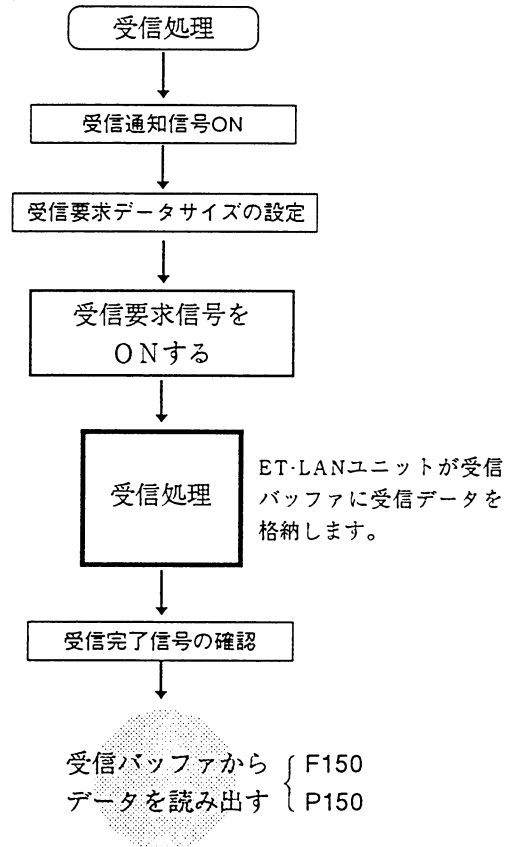 受信処理
受信通知信号ON
受信要求データサイズの設定
受信要求信号を
ONする
受信処理
ET-LANユニットが受信
バッファに受信データを
格納します。
受信完了信号の確認
受信バッファから { F150
データを読み出す P150